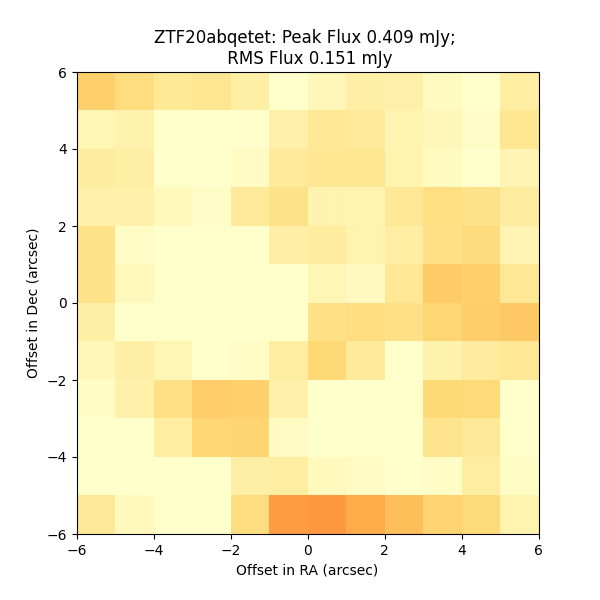 ZTF20abqetet: Peak Flux 0.409 mJy;
RMS Flux 0.151 mJy
6
4
2
0
−2
−4
−6
Offset in Dec (arcsec)
−6 −4 −2 0 2 4 6
Offset in RA (arcsec)